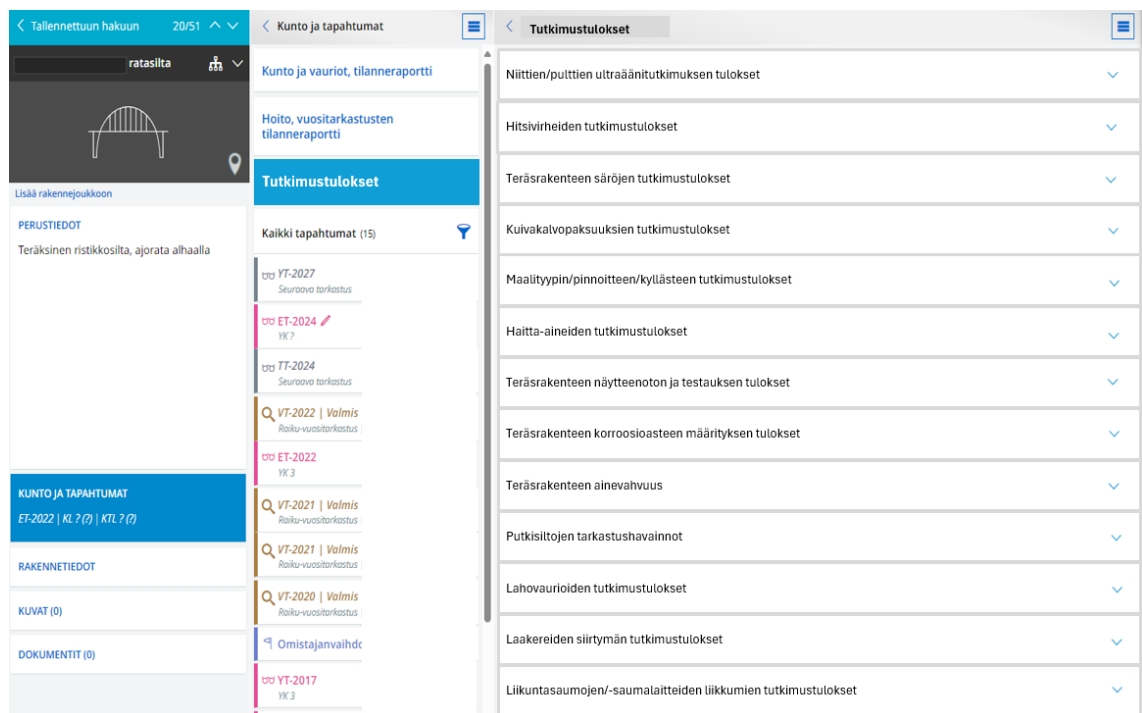 Tallennettuun hakuun 20/51
ratasilta
Lisää rakennejoukkoon
PERUSTIEDOT
Teräksinen ristikkosilta, ajorata alhaalla
KUNTO JA TAPAHTUMAT
ET-2022 | KL ? (?) | KTL ? (?)
RAKENNETIEDOT
KUVAT (0)
DOKUMENTIT (0)
Kunto ja tapahtumat
Kunto ja vauriot, tilanneraportti
Hoito, vuositarkastusten
tilanneraportti
Tutkimustulokset
Kaikki tapahtumat (15)
YT-2027
Seuraava tarkastus
ET-2024
YK ?
TT-2024
Seuraava tarkastus
VT-2022 | Valmis
Raiku-vuositarkastus |
ET-2022
YK 3
VT-2021 | Valmis
Raiku-vuositarkastus |
VT-2021 | Valmis
Raiku-vuositarkastus |
VT-2020 | Valmis
Raiku-vuositarkastus |
Omistajanvaihdo
YT-2017
YK 3
Tutkimustulokset
Niittien/pulttien ultraäänitutkimuksen tulokset
Hitsivirheiden tutkimustulokset
Teräsrakenteen säröjen tutkimustulokset
Kuivakalvopaksuuksien tutkimustulokset
Maalityypin/pinnoitteen/kyllästeen tutkimustulokset
Haitta-aineiden tutkimustulokset
Teräsrakenteen näytteenoton ja testauksen tulokset
Teräsrakenteen korroosioasteen määrityksen tulokset
Teräsrakenteen ainevahvuus
Putkisiltojen tarkastushavainnot
Lahovaurioiden tutkimustulokset
Laakereiden siirtymän tutkimustulokset
Liikuntasaumojen/-saumalaitteiden liikkumien tutkimustulokset